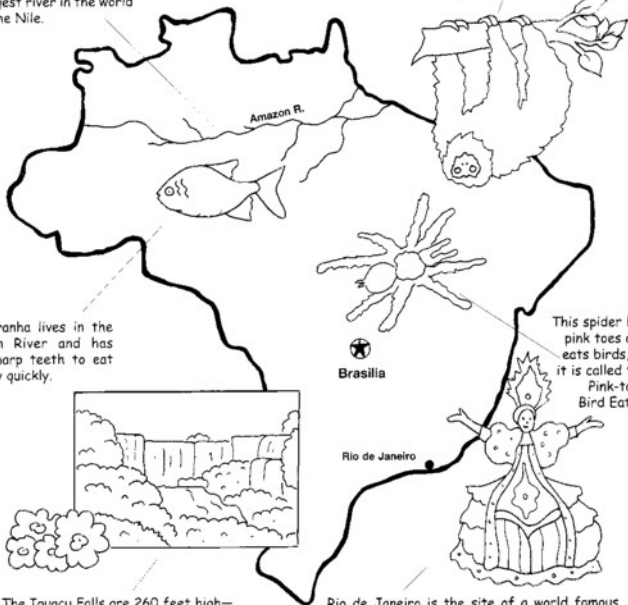 gest river in the world
ne Nile.
Amazon R.
ranha lives in the
n River and has
harp teeth to eat
y quickly.
This spider h
pink toes a
eats birds,
it is called t
Pink-to
Bird Eat
Brasilia
Rio de Janeiro
The Iguacu Falls are 260 feet high—
Rio de Janeiro is the site of a world famous